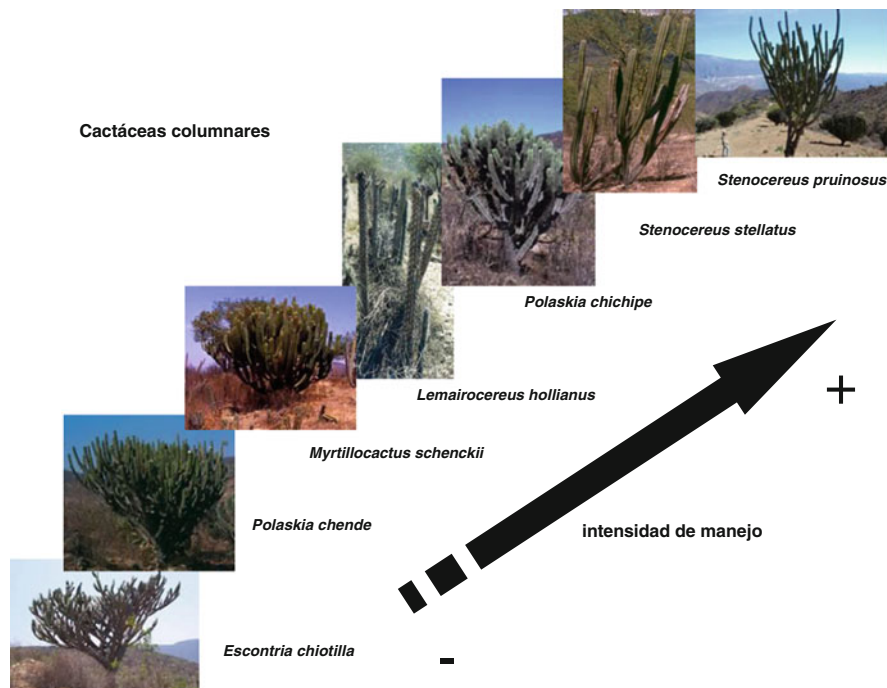 Cactáceas columnares
Stenocereus pruinosus
Stenocereus stellatus
Polaskia chichipe
Lemairocereus hollianus
Myrtillocactus schenckii
Polaskia chende
Escontria chiotilla
+
intensidad de manejo
-